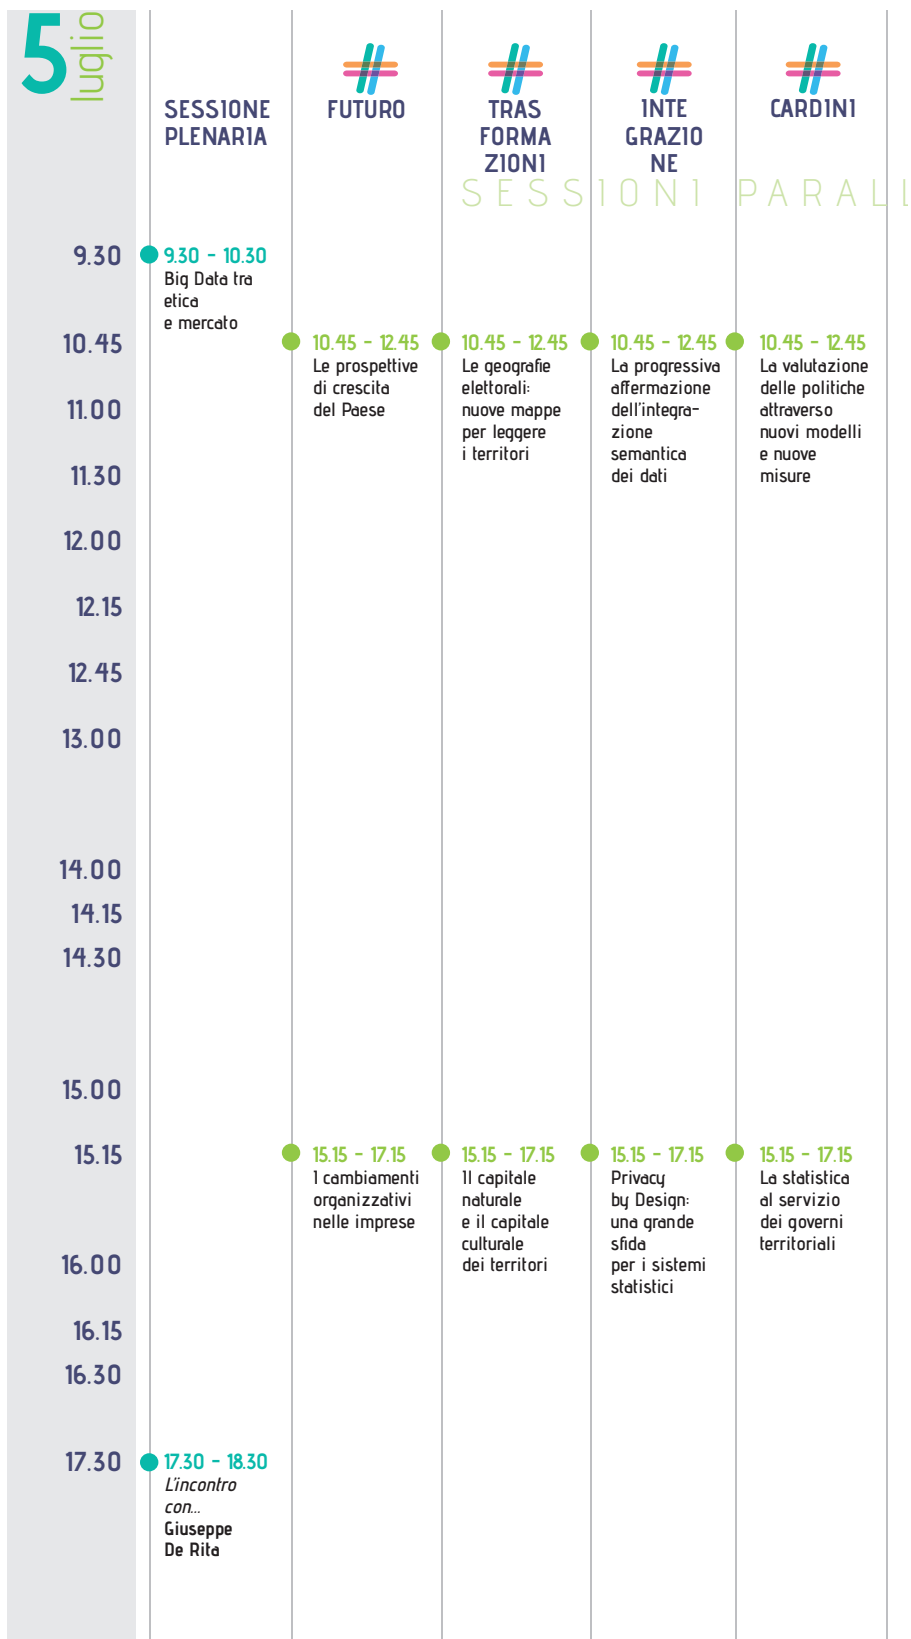 5
luglio
SESSIONE
PLENARIA
FUTURO
TRAS
FORMA
ZIONI
INTE
GRAZIO
NE
CARDINI
SESSIONI PARALL
9.30
10.45
11.00
11.30
12.00
12.15
12.45
13.00
14.00
14.15
14.30
15.00
15.15
16.00
16.15
16.30
17.30
9.30 - 10.30
Big Data tra
etica
e mercato
17.30 - 18.30
L'incontro
con...
Giuseppe
De Rita
10.45 - 12.45
Le prospettive
di crescita
del Paese
15.15 - 17.15
I cambiamenti
organizzativi
nelle imprese
10.45 - 12.45
Le geografie
elettorali:
nuove mappe
per leggere
i territori
15.15 - 17.15
Il capitale
naturale
e il capitale
culturale
dei territori
10.45 - 12.45
La progressiva
affermazione
dell'integra-
zione
semantica
dei dati
15.15 - 17.15
Privacy
by Design:
una grande
sfida
per i sistemi
statistici
10.45 - 12.45
La valutazione
delle politiche
attraverso
nuovi modelli
e nuove
misure
15.15 - 17.15
La statistica
al servizio
dei governi
territoriali